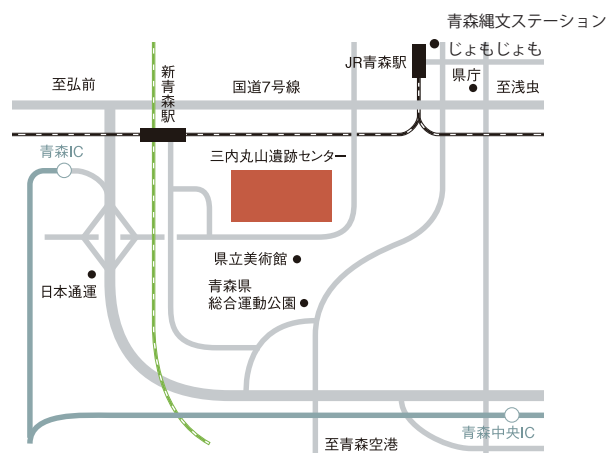 青森縄文ステーション
じょもじょも
JR青森駅
県庁
至弘前
新青森駅
国道7号線
至浅虫
青森IC
三内丸山遺跡センター
県立美術館
日本通運
青森県
総合運動公園
青森中央IC
至青森空港